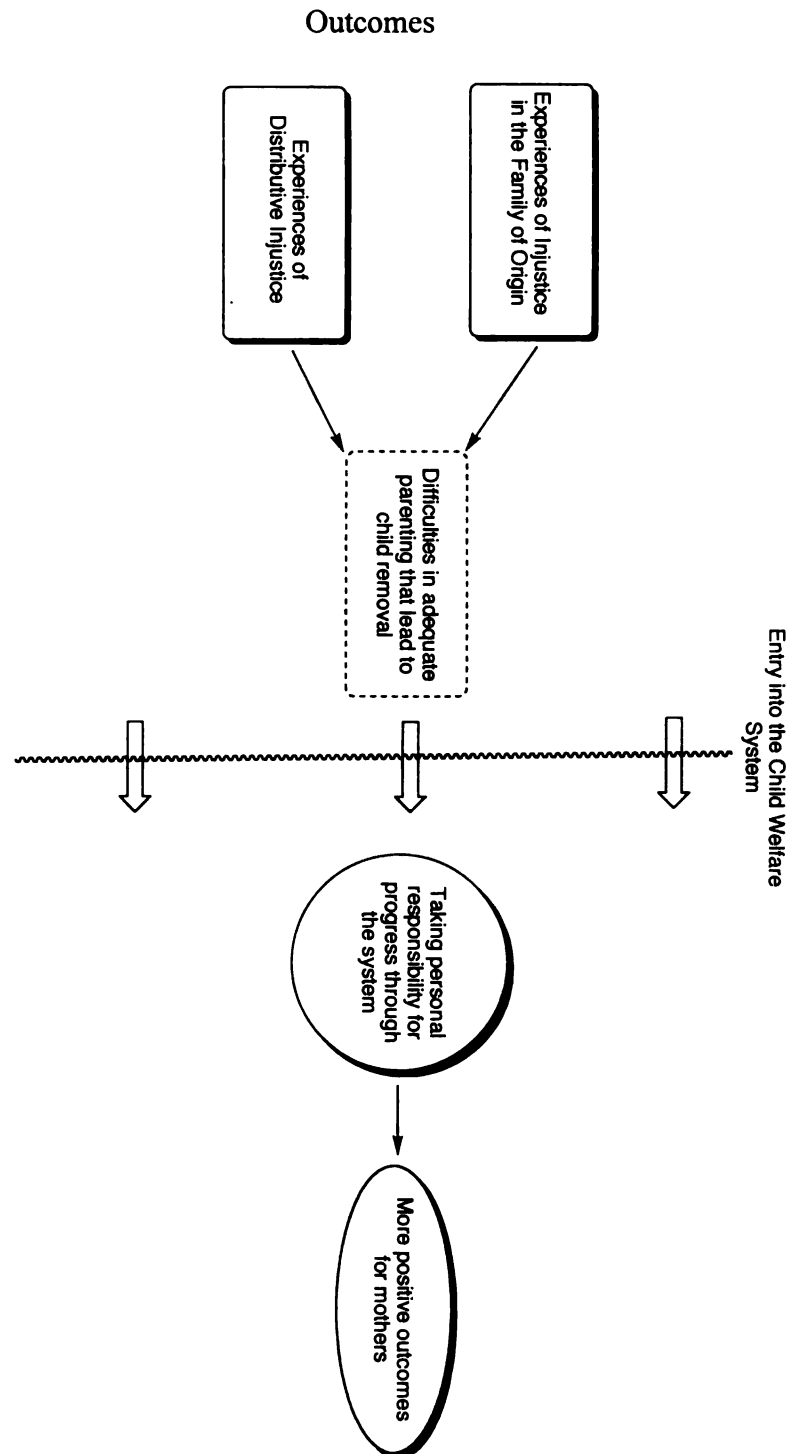 Outcomes
Experiences of Injustice
in the Family of Origin
Experiences of
Distributive Injustice
Difficulties in adequate
parenting that lead to
child removal
Entry into the Child Welfare
System
Taking personal
responsibility for
progress through
the system
More positive outcomes
for mothers